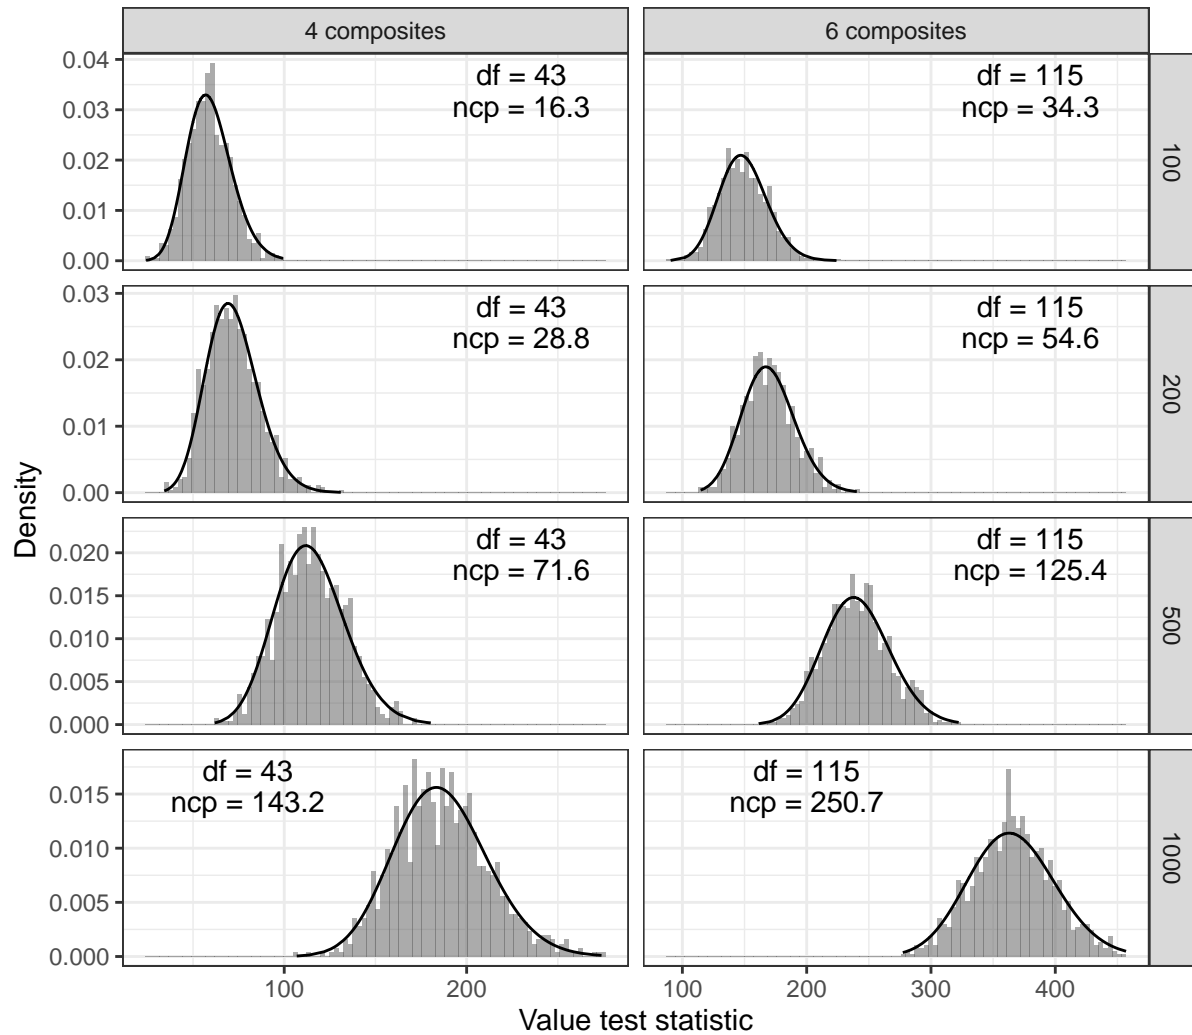 4 composites
6 composites
0.04
0.03
0.02
0.01
0.00
df = 43
ncp = 16.3
df = 115
ncp = 34.3
100
0.03
0.02
0.01
0.00
df = 43
ncp = 28.8
df = 115
ncp = 54.6
200
Density
0.020
0.015
0.010
0.005
0.000
df = 43
ncp = 71.6
df = 115
ncp = 125.4
500
0.015
0.010
0.005
0.000
df = 43
ncp = 143.2
df = 115
ncp = 250.7
1000
100 200
100 200 300 400
Value test statistic